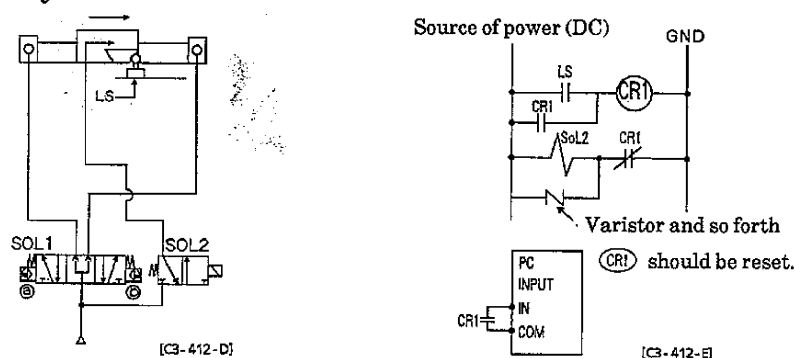 LS
SOL1
SOL2
[C3-412-D]
Source of power (DC)
GND
LS
CR1
CR1
SoL2
CR1
Varistor and so forth
CR1 should be reset.
PC
INPUT
IN
CR1
COM
[C3-412-E]